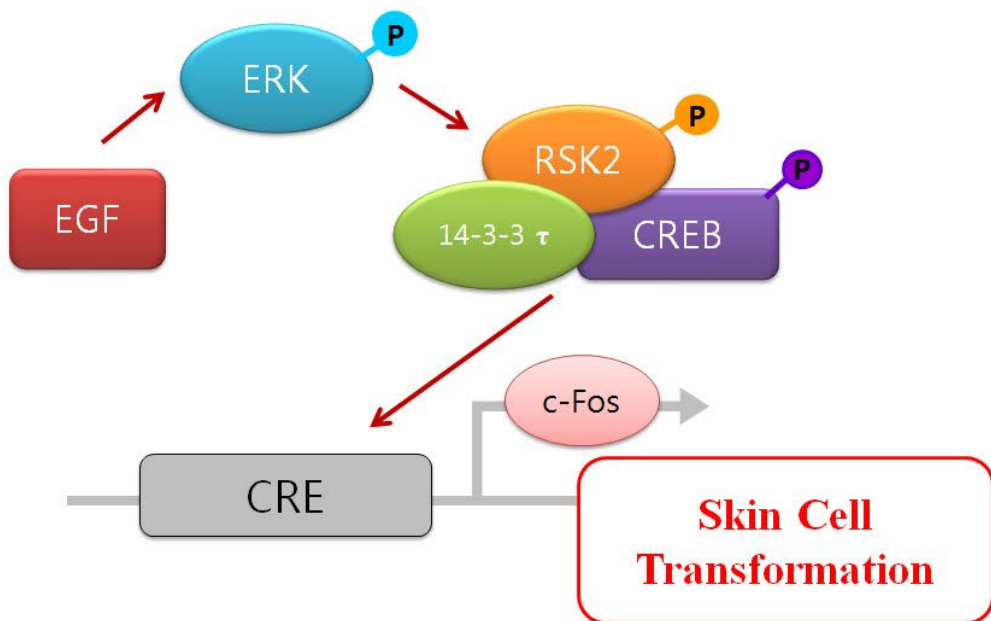 P
ERK
P
RSK2
P
EGF
14-3-3 τ
CREB
c-Fos
CRE
Skin Cell
Transformation